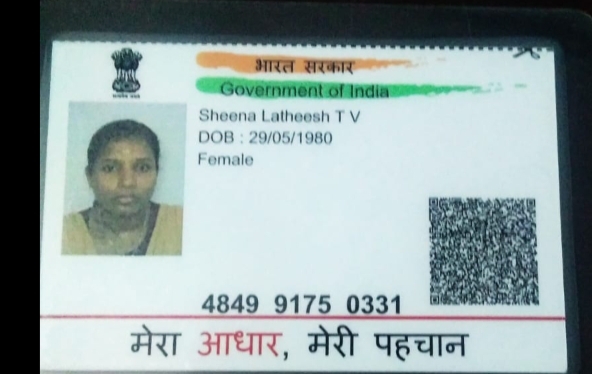 भारत सरकार
Government of India
Sheena Latheesh T V
DOB : 29/05/1980
Female
4849 9175 0331
मेरा आधार, मेरी पहचान